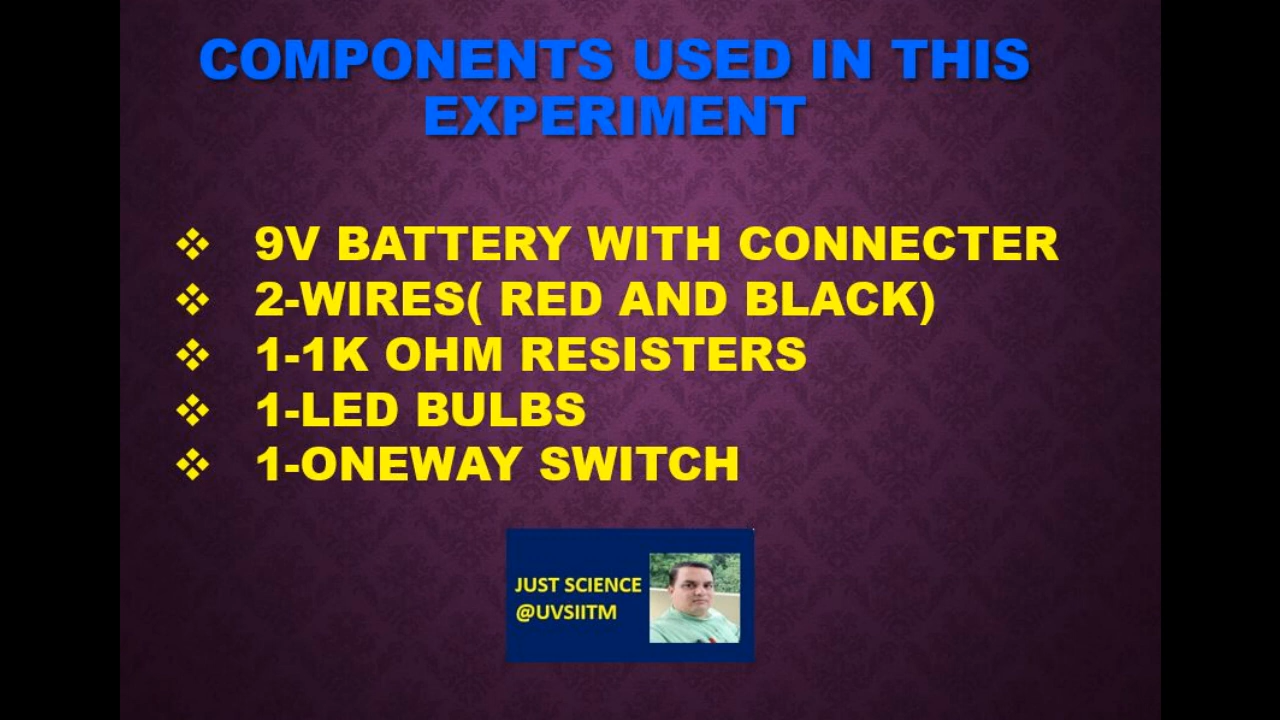 COMPONENTS USED IN THIS
EXPERIMENT
❖ 9V BATTERY WITH CONNECTER
❖ 2-WIRES( RED AND BLACK)
❖ 1-1K OHM RESISTERS
❖ 1-LED BULBS
❖ 1-ONEWAY SWITCH
JUST SCIENCE
@UVSIITM